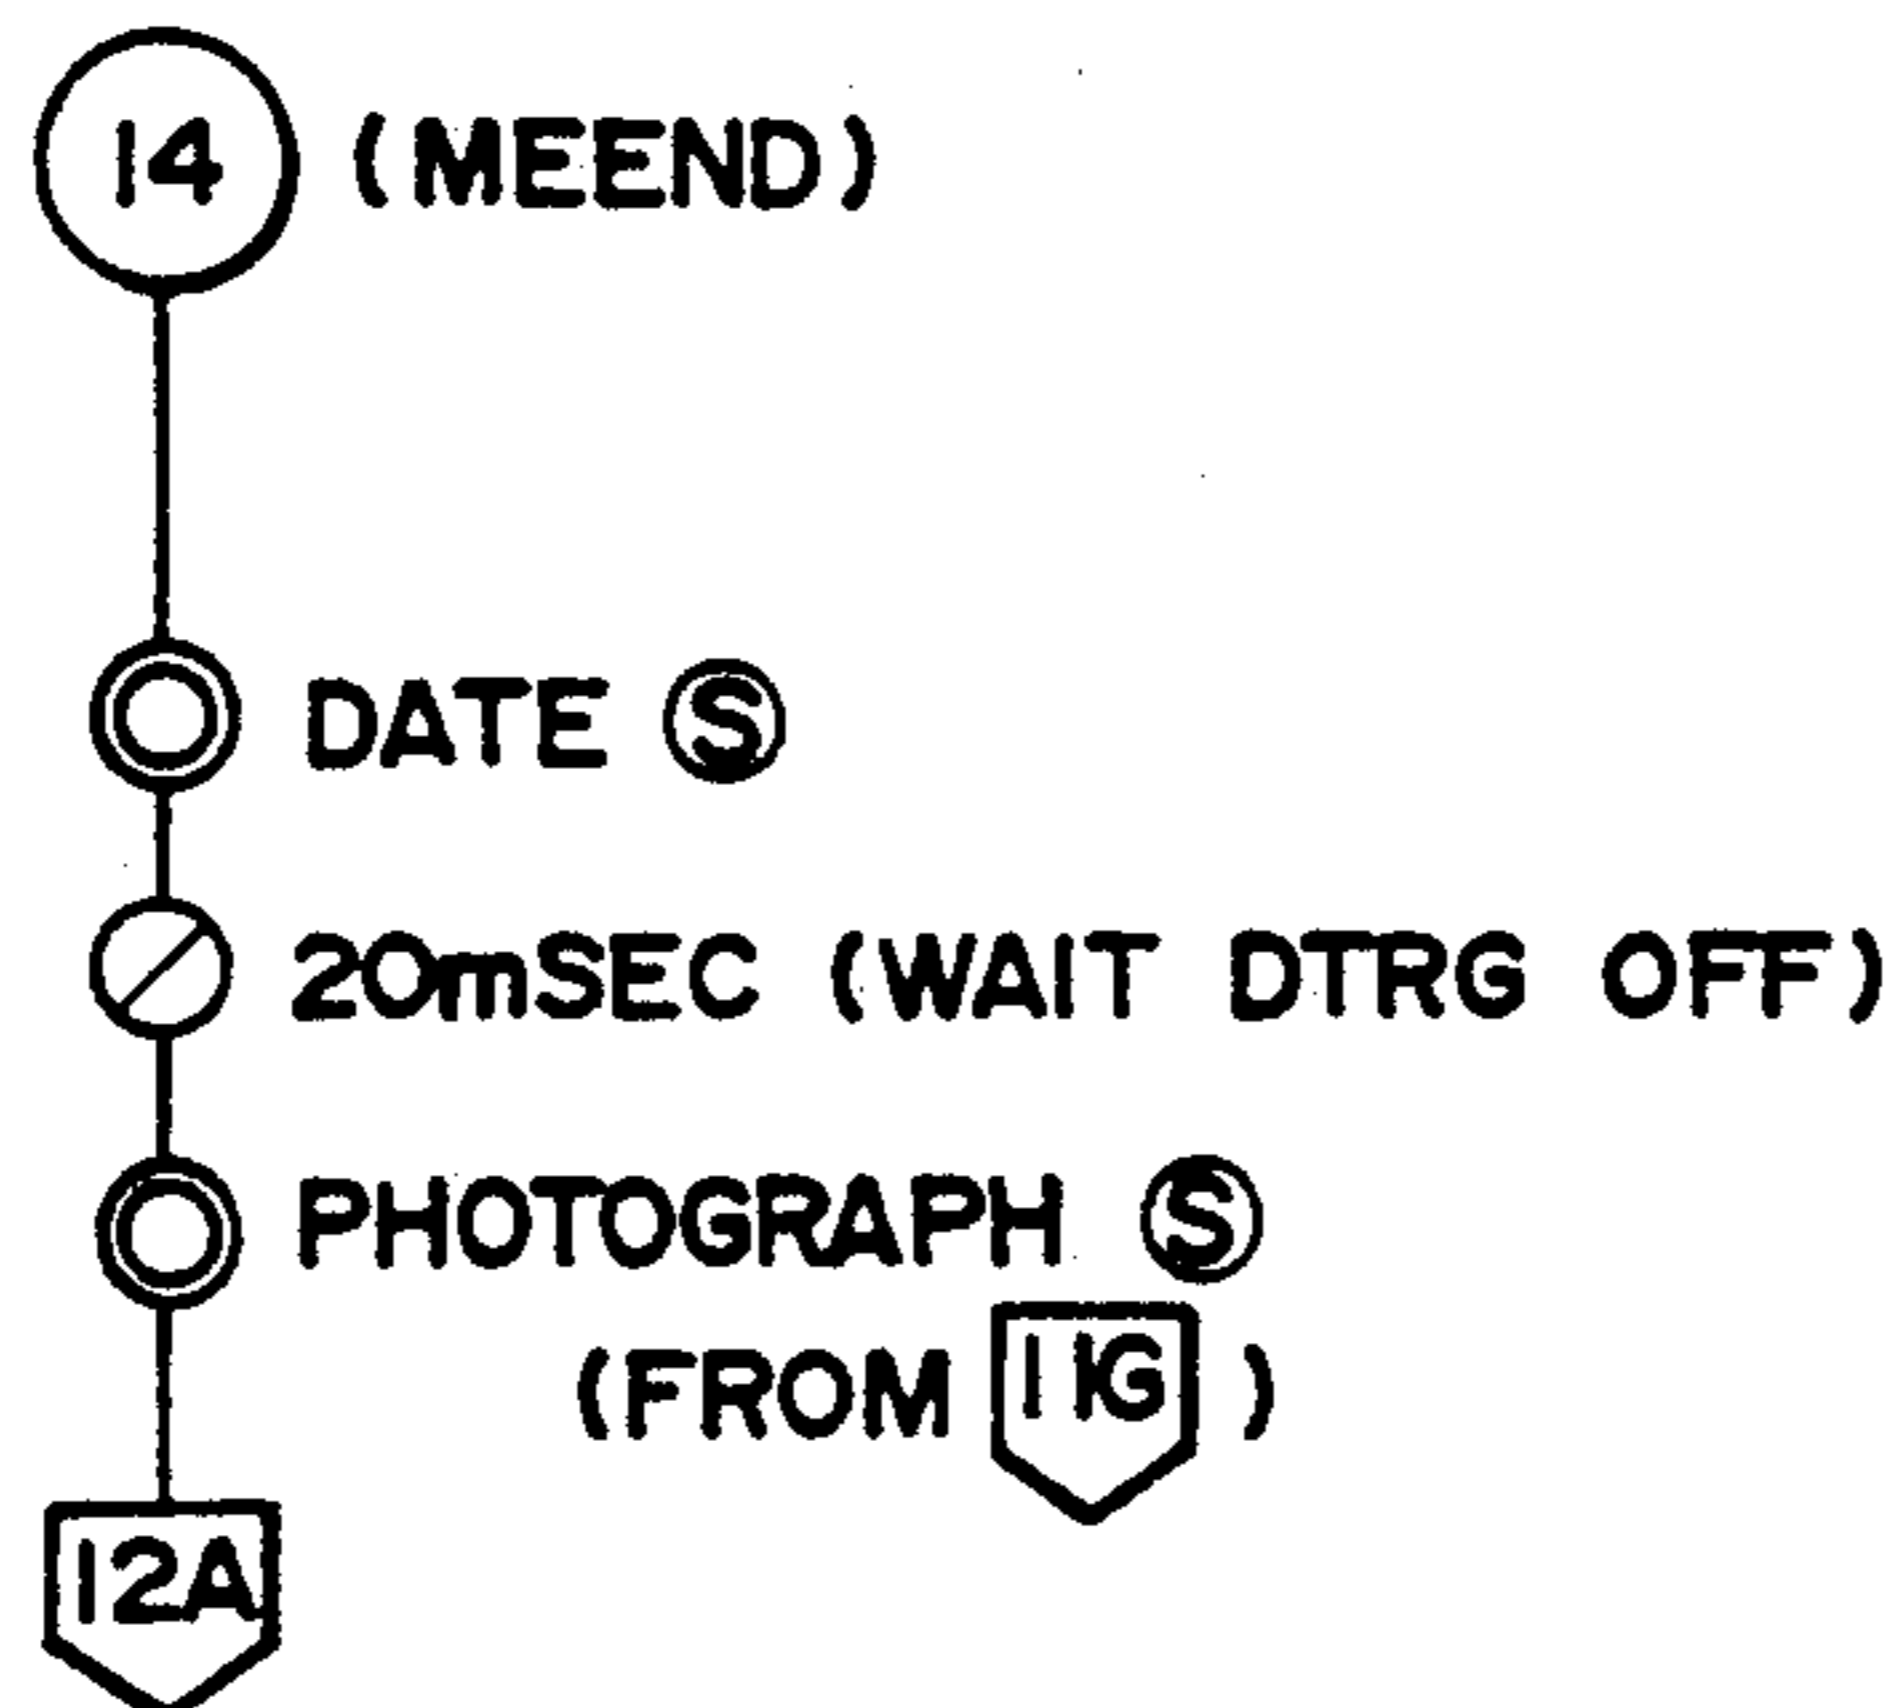 14 (MEEND)
DATE Ⓢ
20mSEC (WAIT DTRG OFF)
PHOTOGRAPH Ⓢ
(FROM 11G )
12A